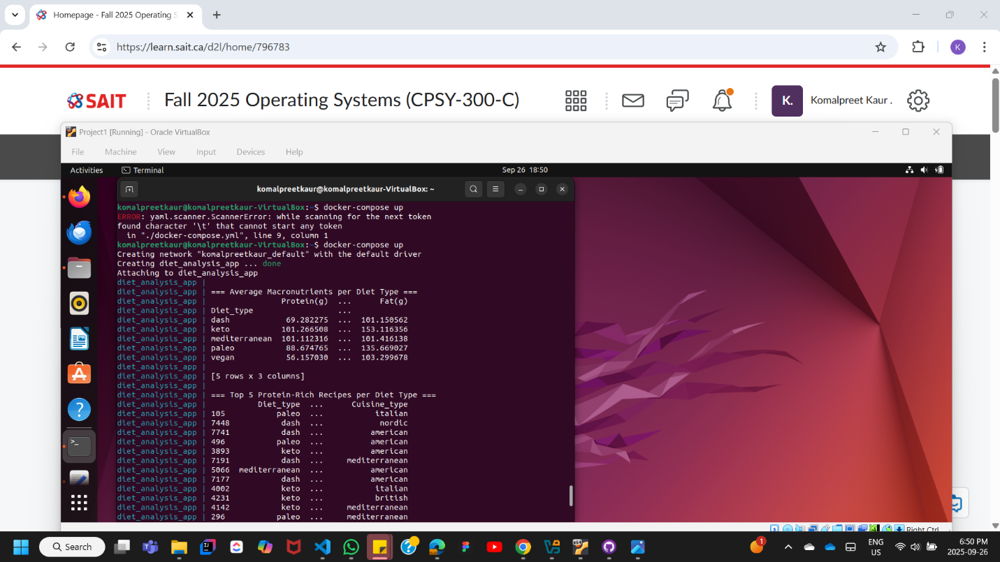 Homepage - Fall 2025 Operating S
https://learn.sait.ca/d2l/home/796783
K
SAIT
Fall 2025 Operating Systems (CPSY-300-C)
K.
Komalpreet Kaur .
Project1 [Running] - Oracle VirtualBox
File Machine View Input Devices Help
Activities
Terminal
Sep 26 18:50
komalpreetkaur@komalpreetkaur-VirtualBox: ~
komalpreetkaur@komalpreetkaur-VirtualBox:~$ docker-compose up
ERROR: yaml.scanner.ScannerError: while scanning for the next token
found character '\t' that cannot start any token
  in "./docker-compose.yml", line 9, column 1
komalpreetkaur@komalpreetkaur-VirtualBox:~$ docker-compose up
Creating network "komalpreetkaur_default" with the default driver
Creating diet_analysis_app ... done
Attaching to diet_analysis_app
diet_analysis_app |
diet_analysis_app | === Average Macronutrients per Diet Type ===
diet_analysis_app |                Protein(g)  ...      Fat(g)
diet_analysis_app | Diet_type                  ...
diet_analysis_app | dash            69.282275  ...  101.150562
diet_analysis_app | keto           101.266508  ...  153.116356
diet_analysis_app | mediterranean  101.112316  ...  101.416138
diet_analysis_app | paleo           88.674765  ...  135.669027
diet_analysis_app | vegan           56.157030  ...  103.299678
diet_analysis_app |
diet_analysis_app | [5 rows x 3 columns]
diet_analysis_app |
diet_analysis_app | === Top 5 Protein-Rich Recipes per Diet Type ===
diet_analysis_app |           Diet_type  ...      Cuisine_type
diet_analysis_app | 105           paleo  ...           italian
diet_analysis_app | 7448           dash  ...            nordic
diet_analysis_app | 7741           dash  ...          american
diet_analysis_app | 496           paleo  ...          american
diet_analysis_app | 3893           keto  ...          american
diet_analysis_app | 7191           dash  ...     mediterranean
diet_analysis_app | 5066  mediterranean  ...          american
diet_analysis_app | 7177           dash  ...          american
diet_analysis_app | 4002           keto  ...           italian
diet_analysis_app | 4231           keto  ...           british
diet_analysis_app | 4142           keto  ...     mediterranean
diet_analysis_app | 296           paleo  ...     mediterranean
Right Ctrl
Search
1
ENG
US
6:50 PM
2025-09-26